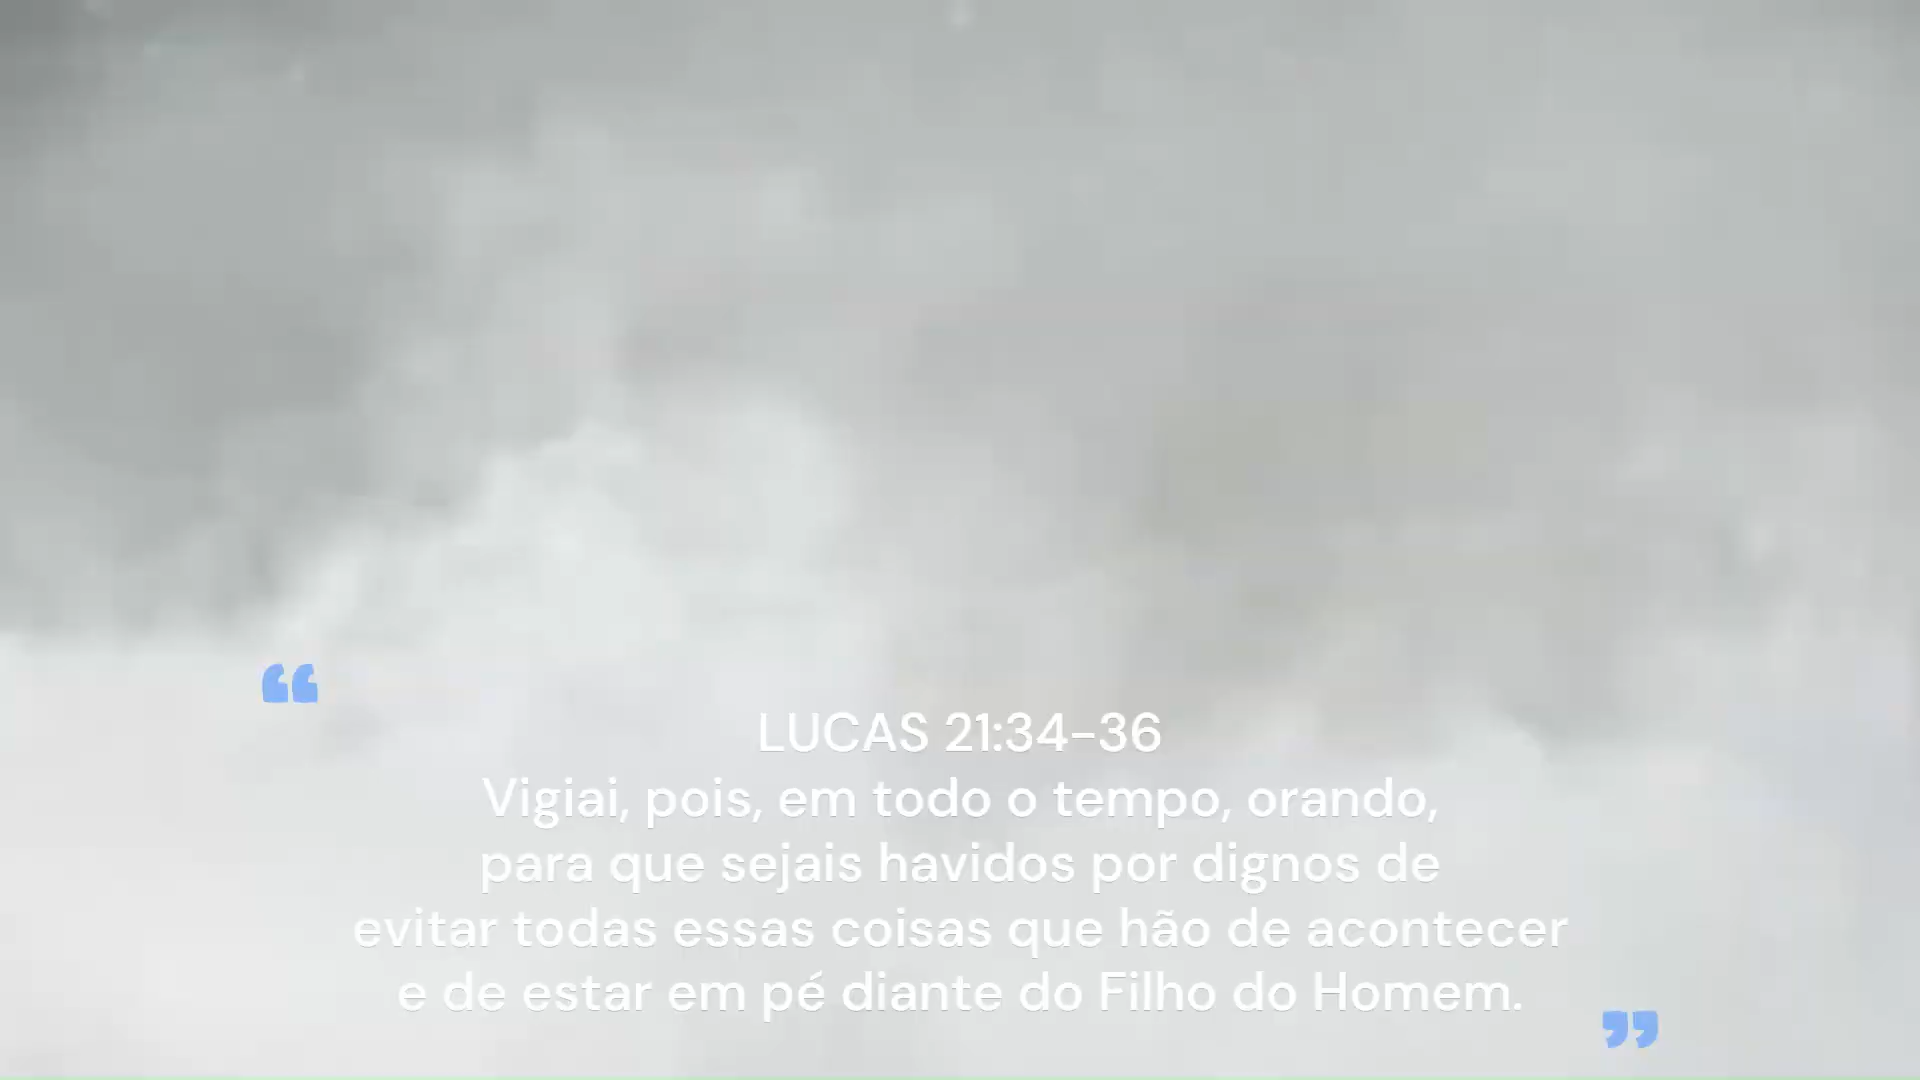 “
LUCAS 21:34-36
Vigiai, pois, em todo o tempo, orando,
para que sejais havidos por dignos de
evitar todas essas coisas que hão de acontecer
e de estar em pé diante do Filho do Homem.
”